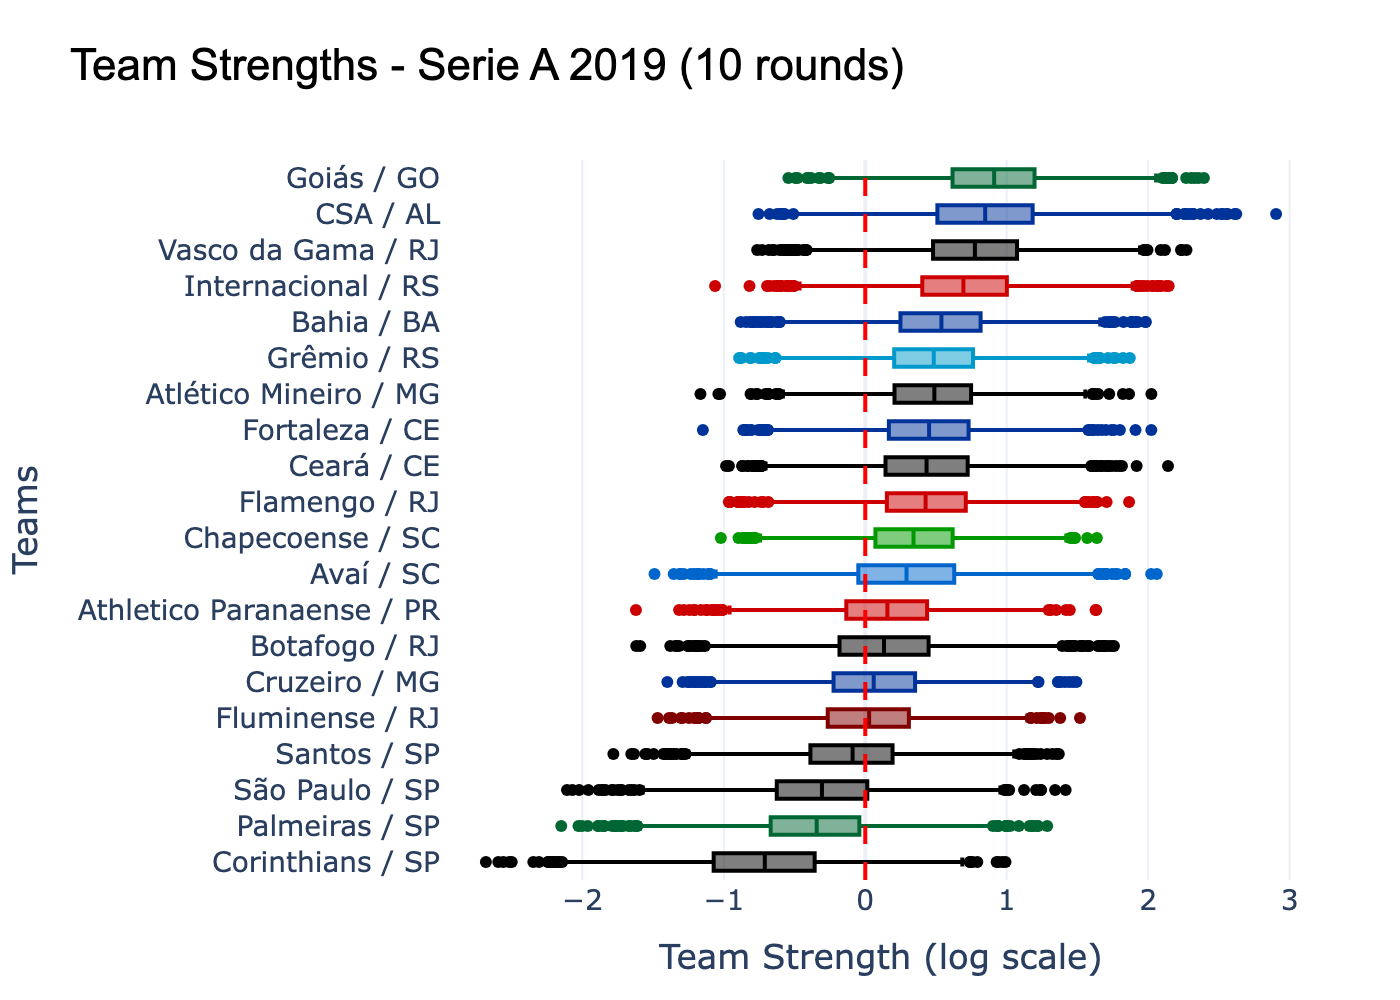 Team Strengths - Serie A 2019 (10 rounds)
Goiás / GO
CSA / AL
Vasco da Gama / RJ
Internacional / RS
Bahia / BA
Grêmio / RS
Atlético Mineiro / MG
Fortaleza / CE
Ceará / CE
Flamengo / RJ
Chapecoense / SC
Avaí / SC
Athletico Paranaense / PR
Botafogo / RJ
Cruzeiro / MG
Fluminense / RJ
Santos / SP
São Paulo / SP
Palmeiras / SP
Corinthians / SP
Teams
−2 −1 0 1 2 3
Team Strength (log scale)